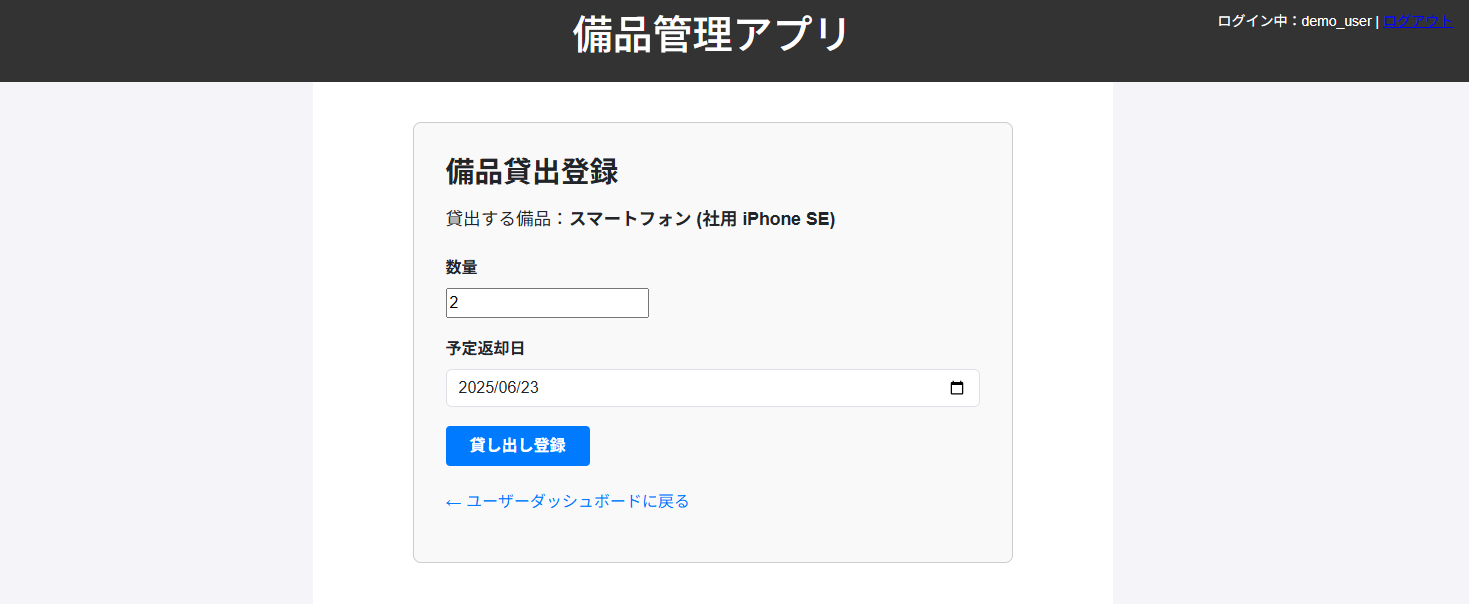 備品管理アプリ
ログイン中：demo_user | ログアウト
備品貸出登録
貸出する備品：スマートフォン (社用 iPhone SE)
数量
2
予定返却日
2025/06/23
貸し出し登録
← ユーザーダッシュボードに戻る